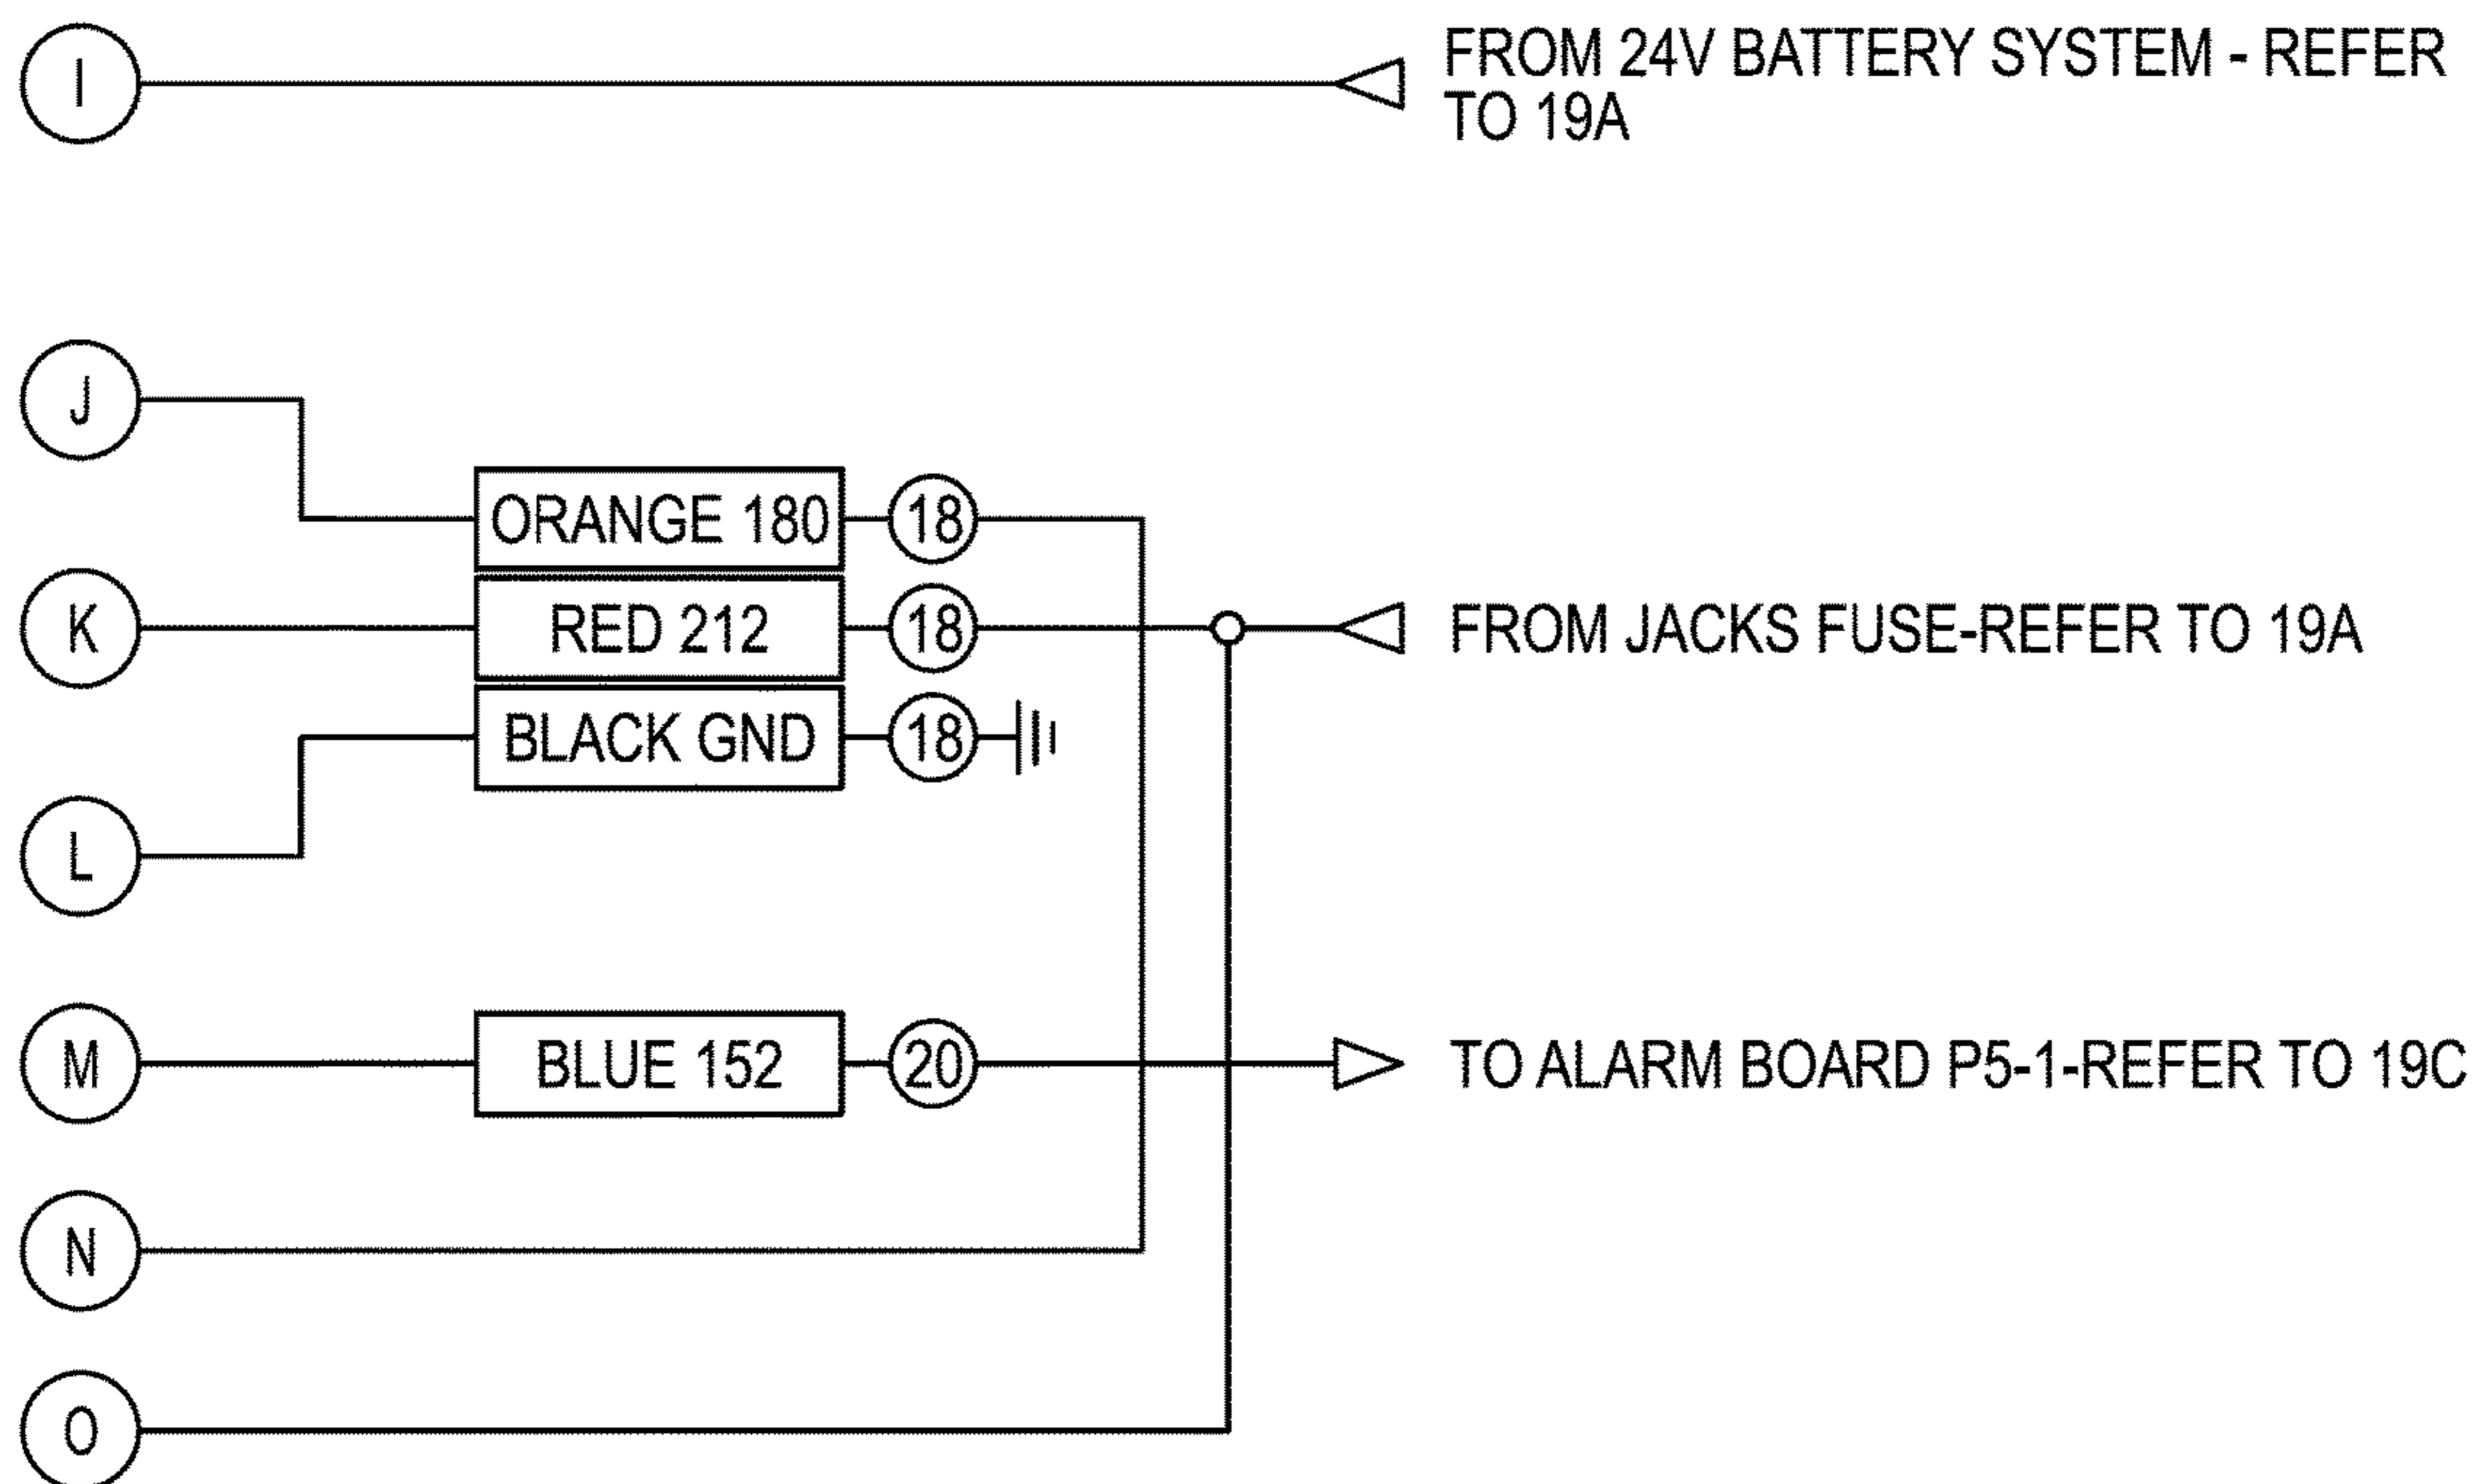 I
FROM 24V BATTERY SYSTEM - REFER
TO 19A
J
ORANGE 180 18
K
RED 212 18
FROM JACKS FUSE-REFER TO 19A
BLACK GND 18
L
M
BLUE 152 20
TO ALARM BOARD P5-1-REFER TO 19C
N
O